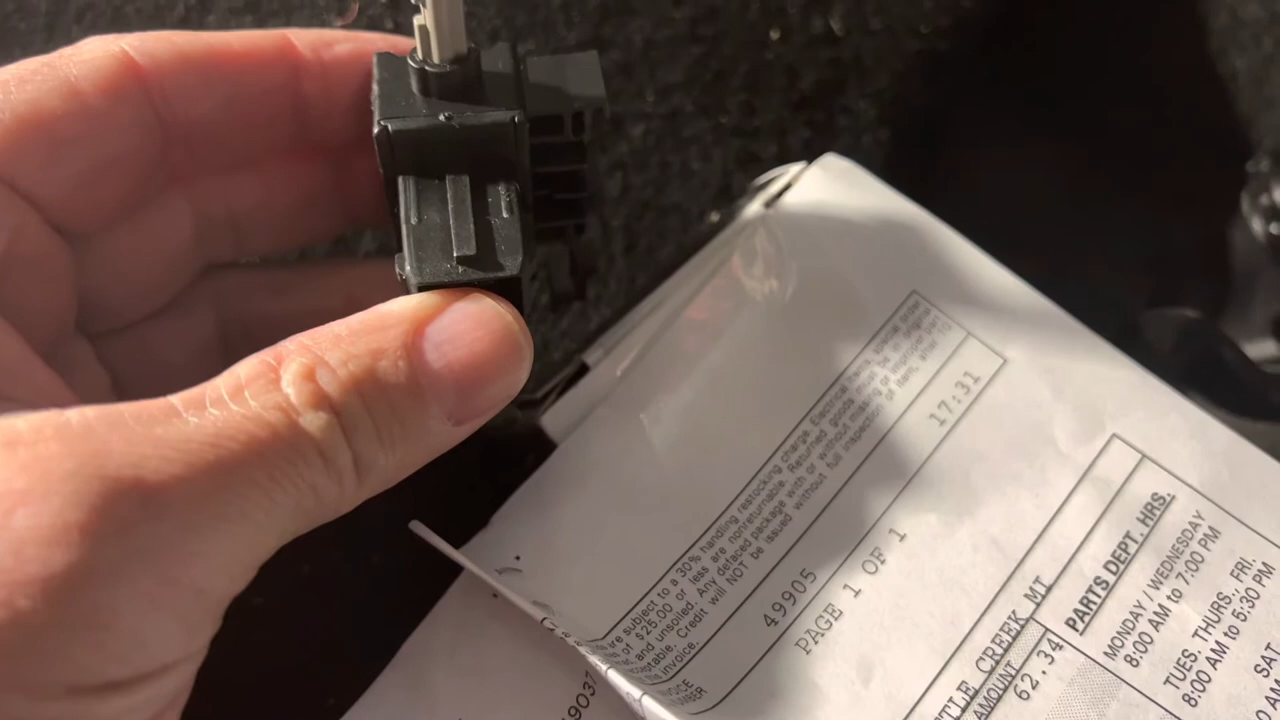 are subject to a 30% handling restocking charge. Electrical items, special order
of $25.00 or less are nonreturnable. Returned goods must be in original
and unsoiled. Any defaced package with or without missing or improper part
Credit will NOT be issued without full inspection of item, after 10
invoice.
49905 17:31
PAGE 1 OF 1
CREEK MT
AMOUNT
62.34
PARTS DEPT. HRS.
MONDAY / WEDNESDAY
8:00 AM to 7:00 PM
TUES. THURS., FRI.
8:00 AM to 5:30 PM
SAT